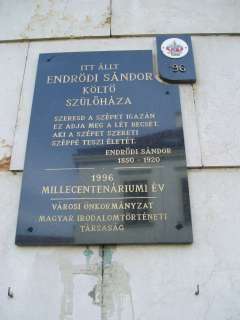 ITT ÁLLT
ENDRŐDI SÁNDOR
KÖLTŐ
SZÜLŐHÁZA
SZERESD A SZÉPET IGAZÁN
EZ ADJA MEG A LÉT BECSÉT,
AKI A SZÉPET SZERETI
SZÉPPÉ TESZI ÉLETÉT.
ENDRŐDI SÁNDOR
1850 - 1920
1996
MILLECENTENÁRIUMI ÉV
VÁROSI ÖNKORMÁNYZAT
MAGYAR IRODALOMTÖRTÉNETI
TÁRSASÁG
96